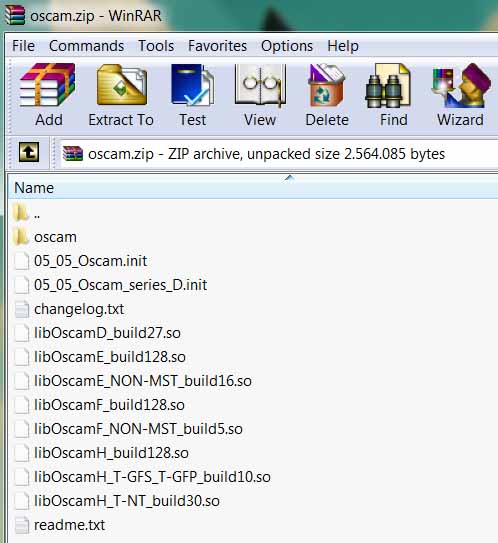 oscam.zip - WinRAR
File Commands Tools Favorites Options Help
Add Extract To Test View Delete Find Wizard
oscam.zip - ZIP archive, unpacked size 2.564.085 bytes
Name
..
oscam
05_05_Oscam.init
05_05_Oscam_series_D.init
changelog.txt
libOscamD_build27.so
libOscamE_build128.so
libOscamE_NON-MST_build16.so
libOscamF_build128.so
libOscamF_NON-MST_build5.so
libOscamH_build128.so
libOscamH_T-GFS_T-GFP_build10.so
libOscamH_T-NT_build30.so
readme.txt